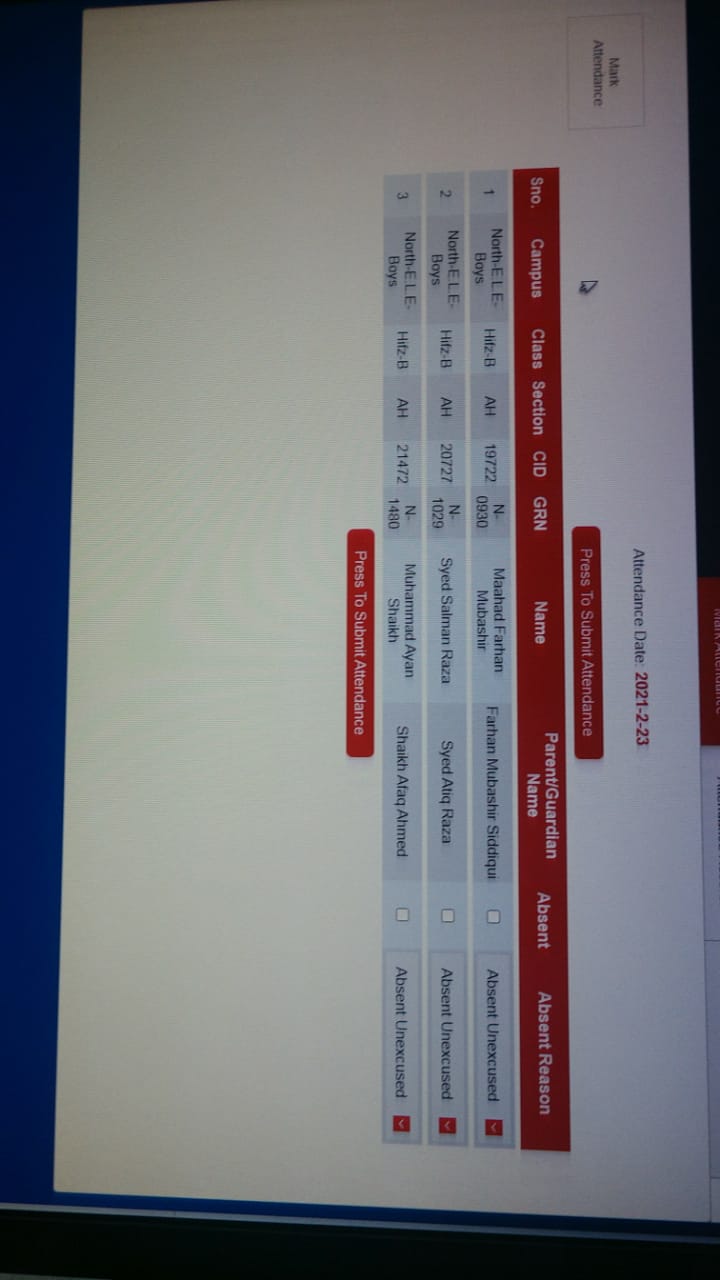 Mark
Attendance
Attendance Date: 2021-2-23
Press To Submit Attendance
Sno. Campus Class Section CID GRN Name Parent/Guardian Name Absent Absent Reason
1 North-E.L.E-Boys Hifz-B AH 19722 N-0930 Maahad Farhan Mubashir Farhan Mubashir Siddiqui Absent Unexcused
2 North-E.L.E-Boys Hifz-B AH 20727 N-1029 Syed Salman Raza Syed Atiq Raza Absent Unexcused
3 North-E.L.E-Boys Hifz-B AH 21472 N-1480 Muhammad Ayan Shaikh Shaikh Afaq Ahmed Absent Unexcused
Press To Submit Attendance